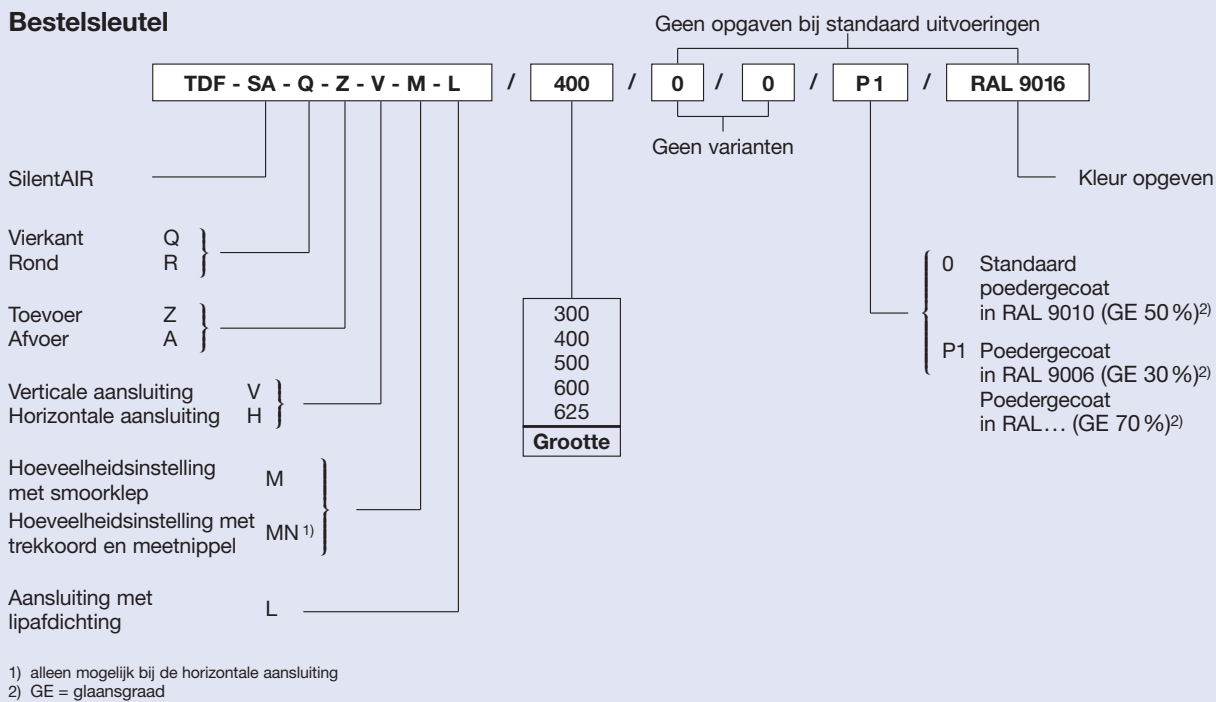 Bestelsleutel
Geen opgaven bij standaard uitvoeringen
TDF - SA - Q - Z - V - M - L / 400 / 0 / 0 / P1 / RAL 9016
Geen varianten
SilentAIR
Kleur opgeven
Vierkant Q
Rond R
Toevoer Z
Afvoer A
Verticale aansluiting V
Horizontale aansluiting H
Hoeveelheidsinstelling
met smoorklep M
Hoeveelheidsinstelling met
trekkoord en meetnippel MN 1)
Aansluiting met
lipafdichting L
300
400
500
600
625
Grootte
0 Standaard
poedergecoat
in RAL 9010 (GE 50 %)2)
P1 Poedergecoat
in RAL 9006 (GE 30 %)2)
Poedergecoat
in RAL… (GE 70 %)2)
1) alleen mogelijk bij de horizontale aansluiting
2) GE = glaansgraad